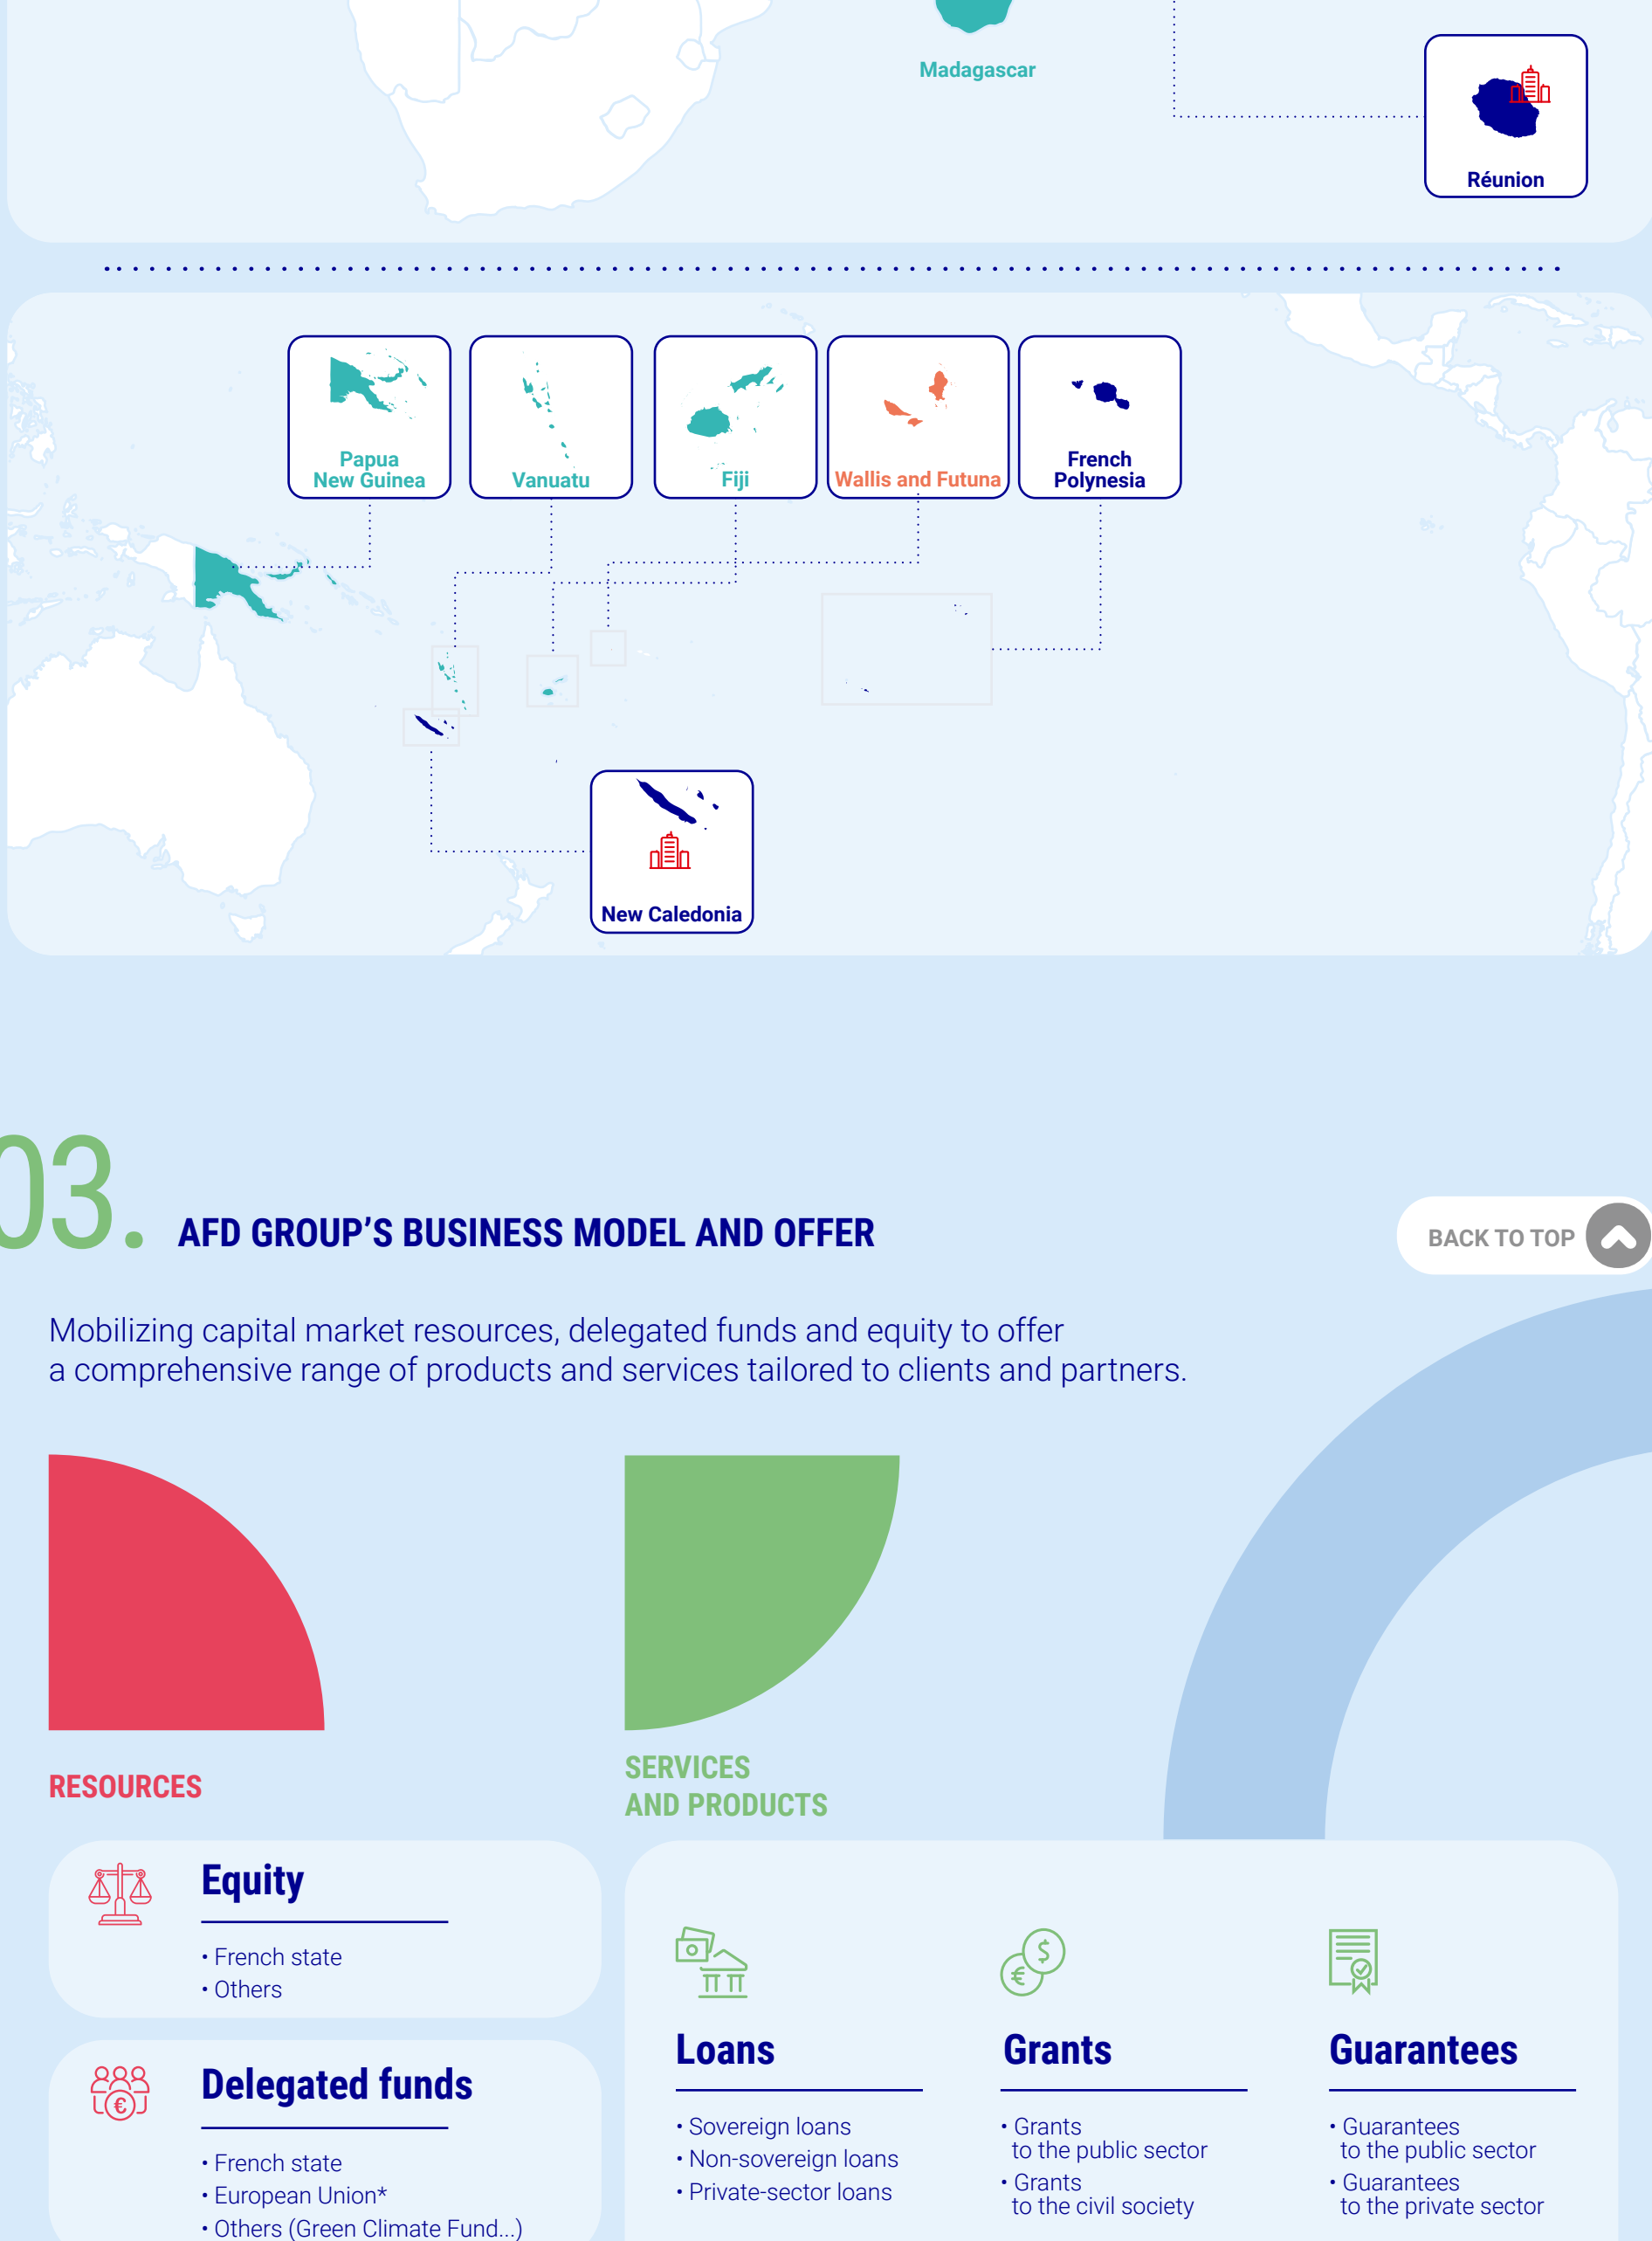 Madagascar
Réunion
Papua
New Guinea
Vanuatu
Fiji
Wallis and Futuna
French
Polynesia
New Caledonia
03.
AFD GROUP’S BUSINESS MODEL AND OFFER
BACK TO TOP
Mobilizing capital market resources, delegated funds and equity to offer
a comprehensive range of products and services tailored to clients and partners.
RESOURCES
Equity
• French state
• Others
Delegated funds
• French state
• European Union*
• Others (Green Climate Fund...)
SERVICES
AND PRODUCTS
Loans
• Sovereign loans
• Non-sovereign loans
• Private-sector loans
Grants
• Grants
to the public sector
• Grants
to the civil society
Guarantees
• Guarantees
to the public sector
• Guarantees
to the private sector